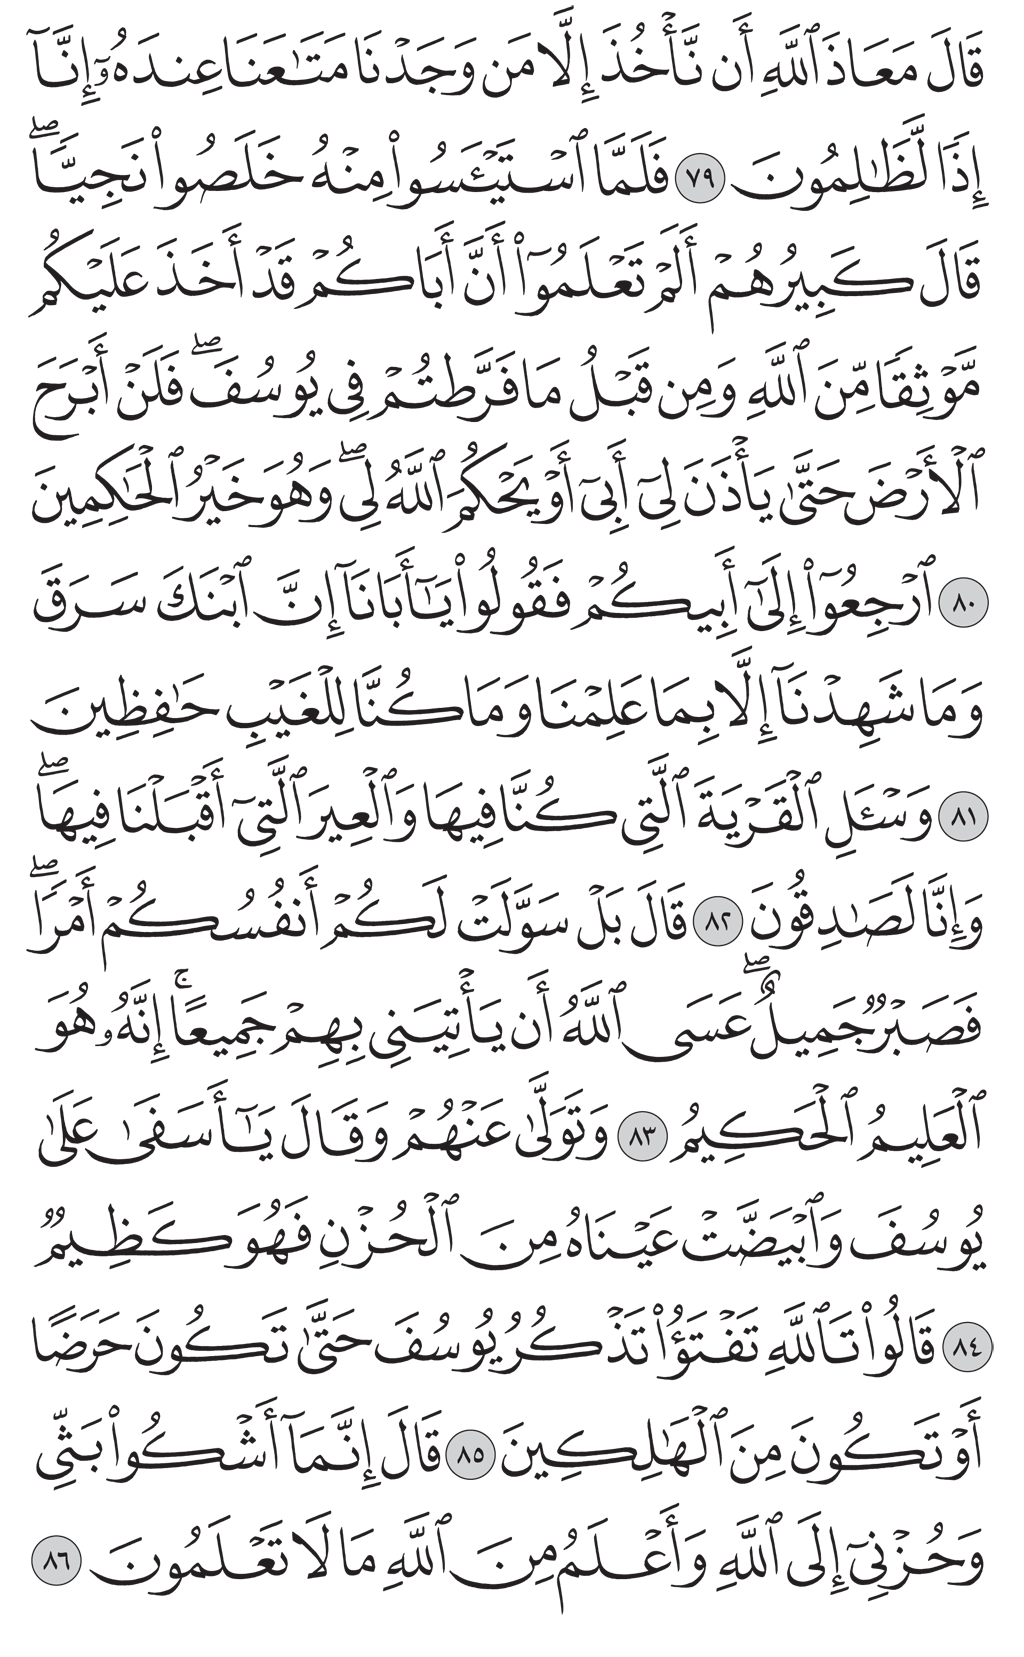 قَالَ مَعَاذَ ٱللَّهِ أَن نَّأۡخُذَ إِلَّا مَن وَجَدۡنَا مَتَٰعَنَا عِندَهُۥٓ إِنَّآ
إِذٗا لَّظَٰلِمُونَ ٧٩ فَلَمَّا ٱسۡتَيۡـَٔسُواْ مِنۡهُ خَلَصُواْ نَجِيّٗاۖ
قَالَ كَبِيرُهُمۡ أَلَمۡ تَعۡلَمُوٓاْ أَنَّ أَبَاكُمۡ قَدۡ أَخَذَ عَلَيۡكُم
مَّوۡثِقٗا مِّنَ ٱللَّهِ وَمِن قَبۡلُ مَا فَرَّطتُمۡ فِي يُوسُفَۖ فَلَنۡ أَبۡرَحَ
ٱلۡأَرۡضَ حَتَّىٰ يَأۡذَنَ لِيٓ أَبِيٓ أَوۡ يَحۡكُمَ ٱللَّهُ لِيۖ وَهُوَ خَيۡرُ ٱلۡحَٰكِمِينَ
٨٠ ٱرۡجِعُوٓاْ إِلَىٰٓ أَبِيكُمۡ فَقُولُواْ يَٰٓأَبَانَآ إِنَّ ٱبۡنَكَ سَرَقَ
وَمَا شَهِدۡنَآ إِلَّا بِمَا عَلِمۡنَا وَمَا كُنَّا لِلۡغَيۡبِ حَٰفِظِينَ
٨١ وَسۡـَٔلِ ٱلۡقَرۡيَةَ ٱلَّتِي كُنَّا فِيهَا وَٱلۡعِيرَ ٱلَّتِيٓ أَقۡبَلۡنَا فِيهَاۖ
وَإِنَّا لَصَٰدِقُونَ ٨٢ قَالَ بَلۡ سَوَّلَتۡ لَكُمۡ أَنفُسُكُمۡ أَمۡرٗاۖ
فَصَبۡرٞ جَمِيلٌۖ عَسَى ٱللَّهُ أَن يَأۡتِيَنِي بِهِمۡ جَمِيعًاۚ إِنَّهُۥ هُوَ
ٱلۡعَلِيمُ ٱلۡحَكِيمُ ٨٣ وَتَوَلَّىٰ عَنۡهُمۡ وَقَالَ يَٰٓأَسَفَىٰ عَلَىٰ
يُوسُفَ وَٱبۡيَضَّتۡ عَيۡنَاهُ مِنَ ٱلۡحُزۡنِ فَهُوَ كَظِيمٞ
٨٤ قَالُواْ تَٱللَّهِ تَفۡتَؤُاْ تَذۡكُرُ يُوسُفَ حَتَّىٰ تَكُونَ حَرَضًا
أَوۡ تَكُونَ مِنَ ٱلۡهَٰلِكِينَ ٨٥ قَالَ إِنَّمَآ أَشۡكُواْ بَثِّي
وَحُزۡنِيٓ إِلَى ٱللَّهِ وَأَعۡلَمُ مِنَ ٱللَّهِ مَا لَا تَعۡلَمُونَ ٨٦